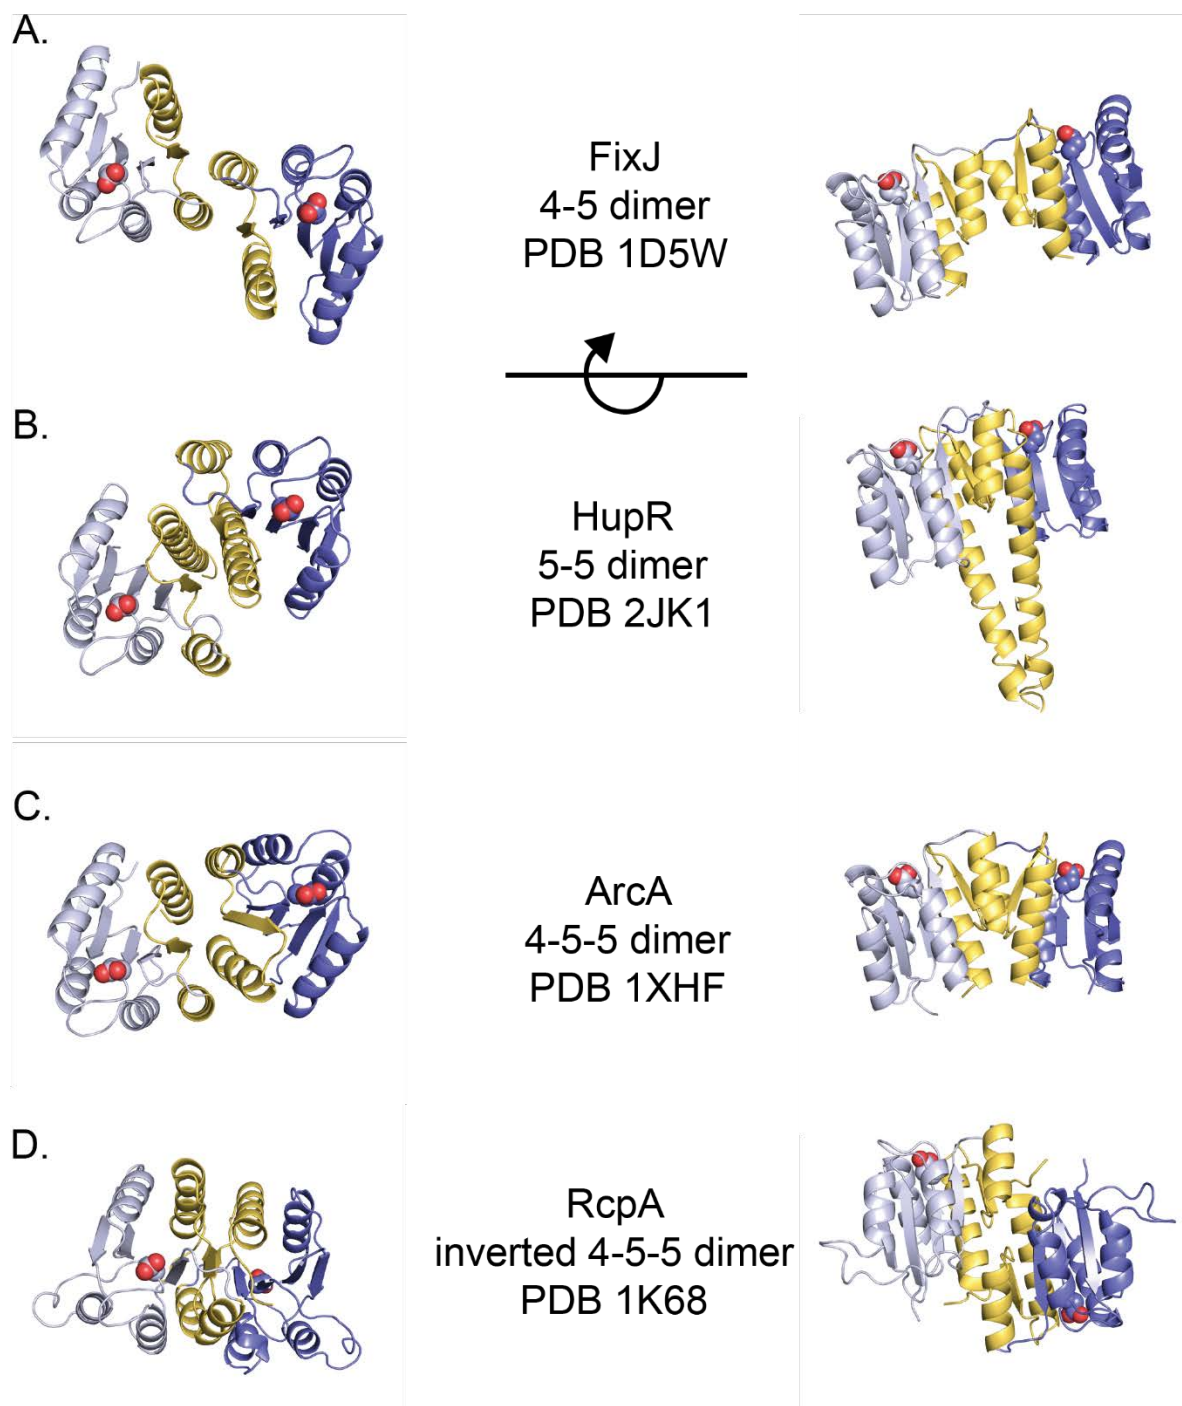 A.
FixJ
4-5 dimer
PDB 1D5W
B.
HupR
5-5 dimer
PDB 2JK1
C.
ArcA
4-5-5 dimer
PDB 1XHF
D.
RcpA
inverted 4-5-5 dimer
PDB 1K68